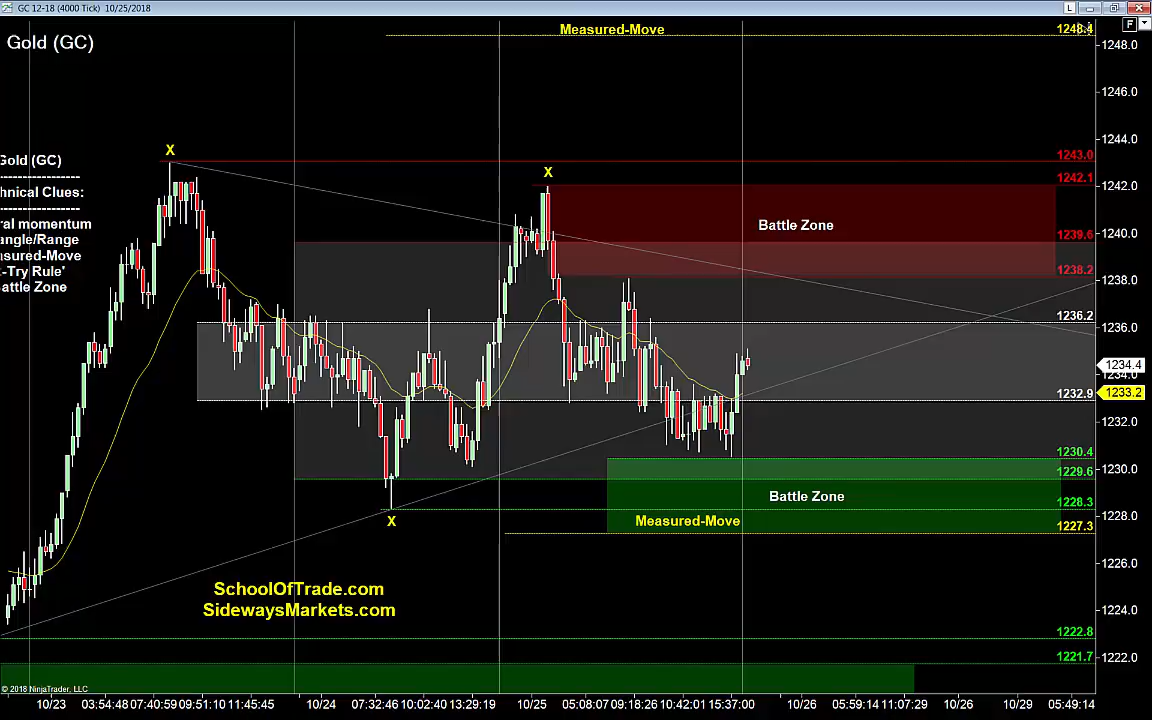 GC 12-18 (4000 Tick) 10/25/2018
L
F
Gold (GC)
Measured-Move
1248.4
1248.0
1246.0
1244.0
X
Gold (GC)
1243.0
X
1242.1
1242.0
--------------------
hnical Clues:
--------------------
ral momentum
angle/Range
asured-Move
-Try Rule'
attle Zone
Battle Zone
1240.0
1239.6
1238.2
1238.0
1236.2
1236.0
1234.4
1234.0
1233.2
1232.9
1232.0
1230.4
1230.0
1229.6
Battle Zone
1228.3
1228.0
X
Measured-Move
1227.3
1226.0
SchoolOfTrade.com
SidewaysMarkets.com
1224.0
1222.8
1222.0
1221.7
© 2018 NinjaTrader, LLC
10/23 03:54:48 07:40:59 09:51:10 11:45:45 10/24 07:32:46 10:02:40 13:29:19 10/25 05:08:07 09:18:26 10:42:01 15:37:00 10/26 05:59:14 11:07:29 10/26 10/29 05:49:14